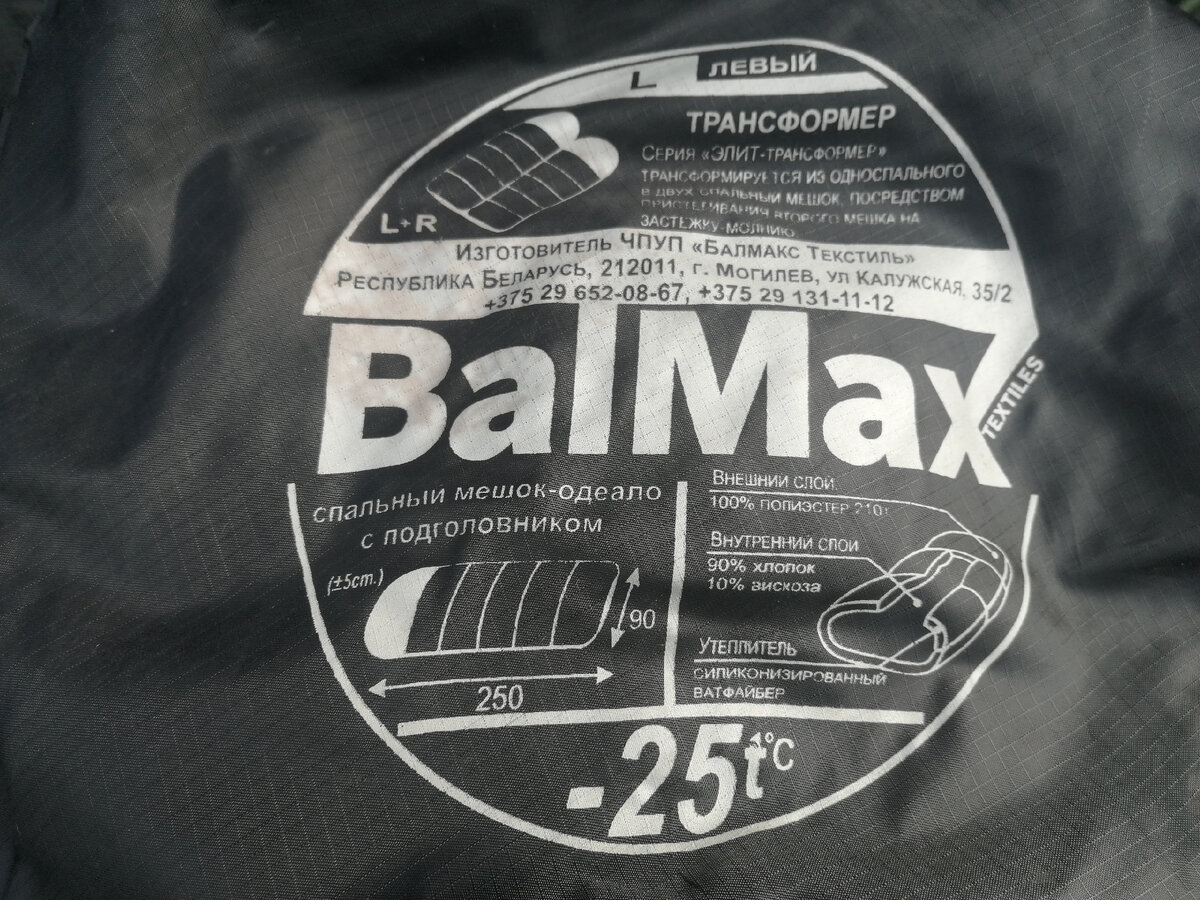 L ЛЕВЫЙ
ТРАНСФОРМЕР
СЕРИЯ «ЭЛИТ-ТРАНСФОРМЕР»
ТРАНСФОРМИРУЕТСЯ ИЗ ОДНОСПАЛЬНОГО
В ДВУХ СПАЛЬНЫЙ МЕШОК, ПОСРЕДСТВОМ
ПРИСТЕГИВАНИЯ ВТОРОГО МЕШКА НА
ЗАСТЕЖКУ-МОЛНИЮ
L+R
ИЗГОТОВИТЕЛЬ ЧПУП «БАЛМАКС ТЕКСТИЛЬ»
РЕСПУБЛИКА БЕЛАРУСЬ, 212011, Г. МОГИЛЕВ, УЛ КАЛУЖСКАЯ, 35/2
+375 29 652-08-67, +375 29 131-11-12
BalMax
TEXTILES
спальный мешок-одеало
с подголовником
(±5cm.)
90
250
ВНЕШНИЙ СЛОЙ
100% ПОЛИЭСТЕР 210т
ВНУТРЕННИЙ СЛОЙ
90% хлопок
10% вискоза
УТЕПЛИТЕЛЬ
СИЛИКОНИЗИРОВАННЫЙ
ВАТФАЙБЕР
-25t°C